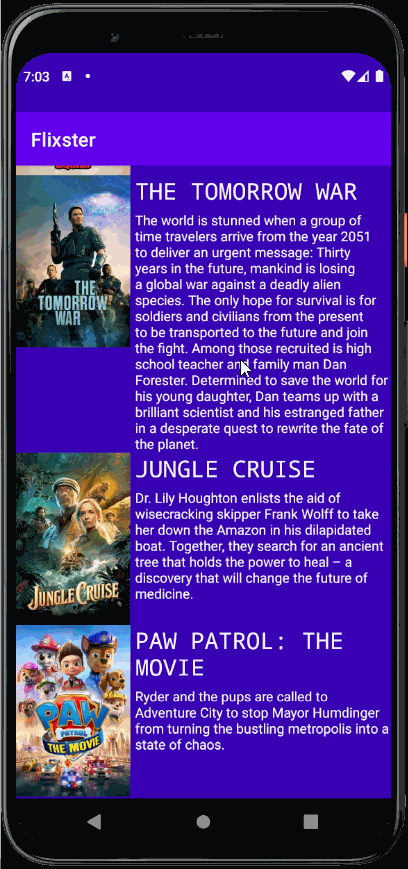 7:03
A
Flixster
THE TOMORROW WAR
The world is stunned when a group of
time travelers arrive from the year 2051
to deliver an urgent message: Thirty
years in the future, mankind is losing
a global war against a deadly alien
species. The only hope for survival is for
soldiers and civilians from the present
to be transported to the future and join
the fight. Among those recruited is high
school teacher and family man Dan
Forester. Determined to save the world for
his young daughter, Dan teams up with a
brilliant scientist and his estranged father
in a desperate quest to rewrite the fate of
the planet.
THE
TOMORROW
WAR
JUNGLE CRUISE
Dr. Lily Houghton enlists the aid of
wisecracking skipper Frank Wolff to take
her down the Amazon in his dilapidated
boat. Together, they search for an ancient
tree that holds the power to heal – a
discovery that will change the future of
medicine.
JUNGLE CRUISE
PAW PATROL: THE
MOVIE
Ryder and the pups are called to
Adventure City to stop Mayor Humdinger
from turning the bustling metropolis into a
state of chaos.
PAW
PATROL
THE MOVIE